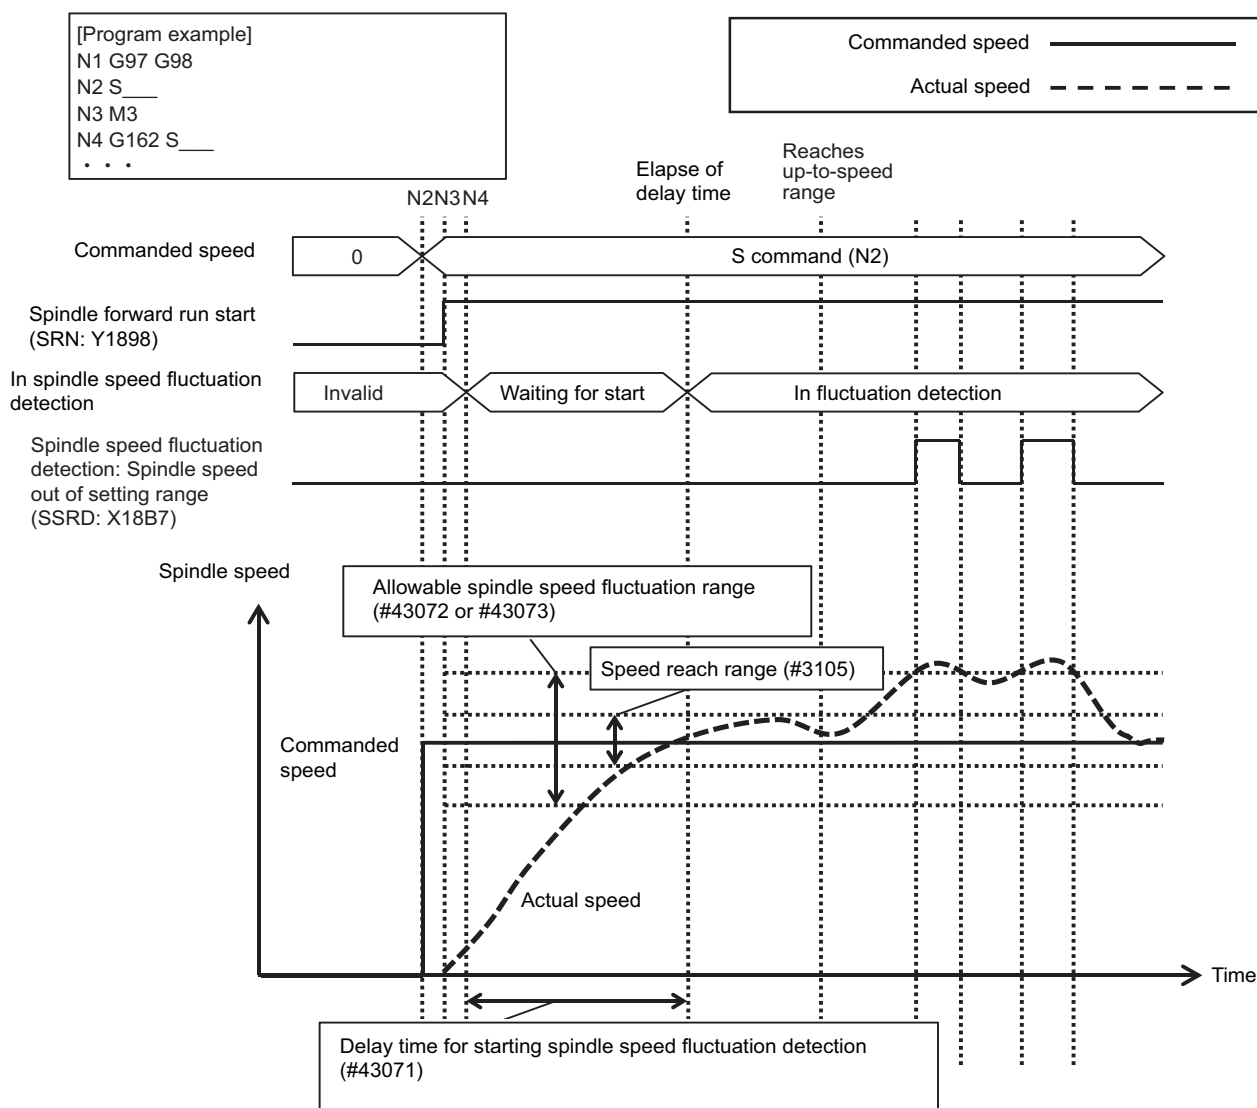 [Program example]
N1 G97 G98
N2 S___
N3 M3
N4 G162 S___
・ ・ ・
Commanded speed
Actual speed
Elapse of
delay time
Reaches
up-to-speed
range
N2 N3 N4
Commanded speed
0
S command (N2)
Spindle forward run start
(SRN: Y1898)
In spindle speed fluctuation
detection
Invalid
Waiting for start
In fluctuation detection
Spindle speed fluctuation
detection: Spindle speed
out of setting range
(SSRD: X18B7)
Spindle speed
Allowable spindle speed fluctuation range
(#43072 or #43073)
Speed reach range (#3105)
Commanded
speed
Actual speed
Time
Delay time for starting spindle speed fluctuation detection
(#43071)